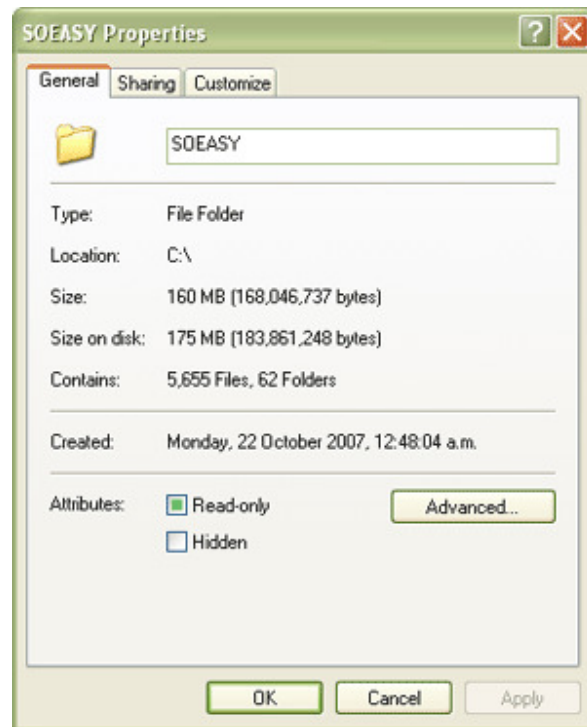 SOEASY Properties
General Sharing Customize
SOEASY
Type: File Folder
Location: C:\
Size: 160 MB (168,046,737 bytes)
Size on disk: 175 MB (183,861,248 bytes)
Contains: 5,655 Files, 62 Folders
Created: Monday, 22 October 2007, 12:48:04 a.m.
Attributes: Read-only Advanced...
Hidden
OK Cancel Apply